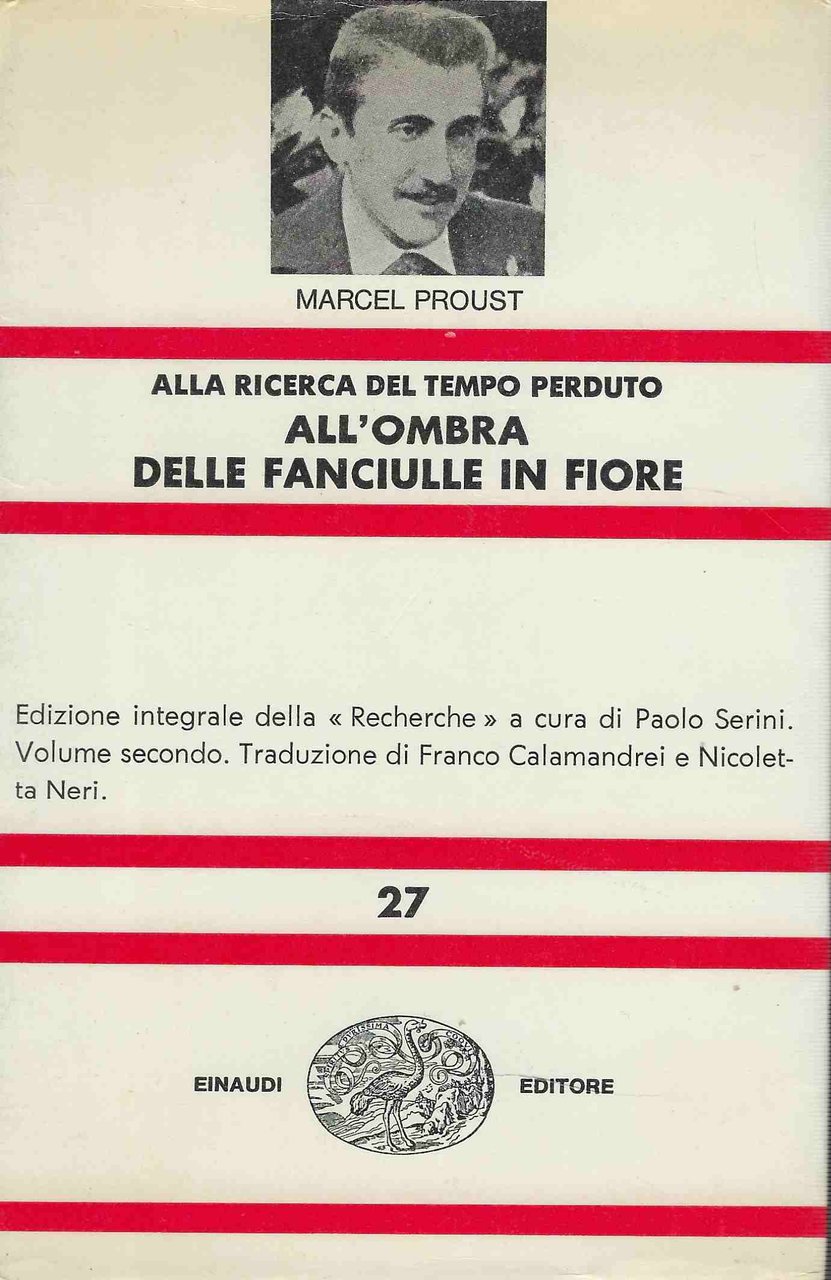 MARCEL PROUST
ALLA RICERCA DEL TEMPO PERDUTO
ALL'OMBRA
DELLE FANCIULLE IN FIORE
Edizione integrale della « Recherche » a cura di Paolo Serini.
Volume secondo. Traduzione di Franco Calamandrei e Nicolet-
ta Neri.
27
EINAUDI EDITORE